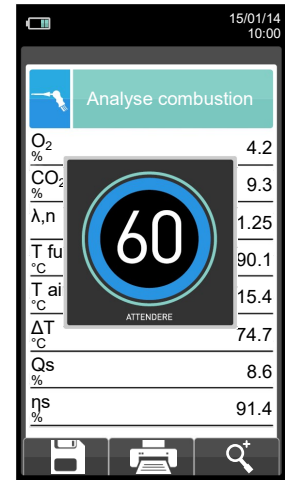 15/01/14
10:00
Analyse combustion
O₂
% 4.2
CO₂
% 9.3
λ,n 1.25
T fu
°C 90.1
T ai
°C 15.4
ΔT
°C 74.7
Qs
% 8.6
ηs
% 91.4
60
ATTENDERE